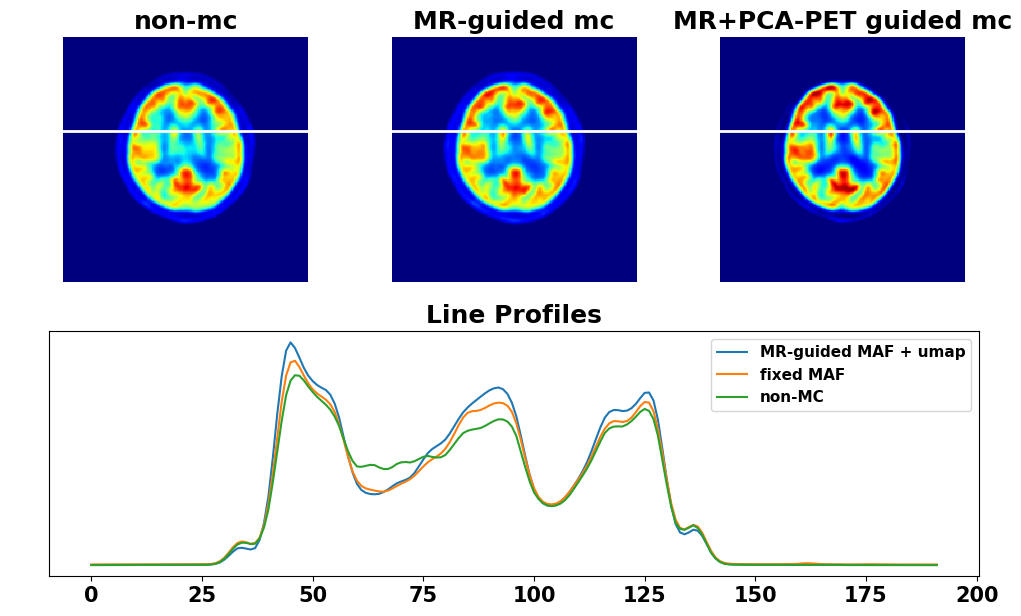 non-mc
MR-guided mc
MR+PCA-PET guided mc
Line Profiles
MR-guided MAF + umap
fixed MAF
non-MC
0 25 50 75 100 125 150 175 200